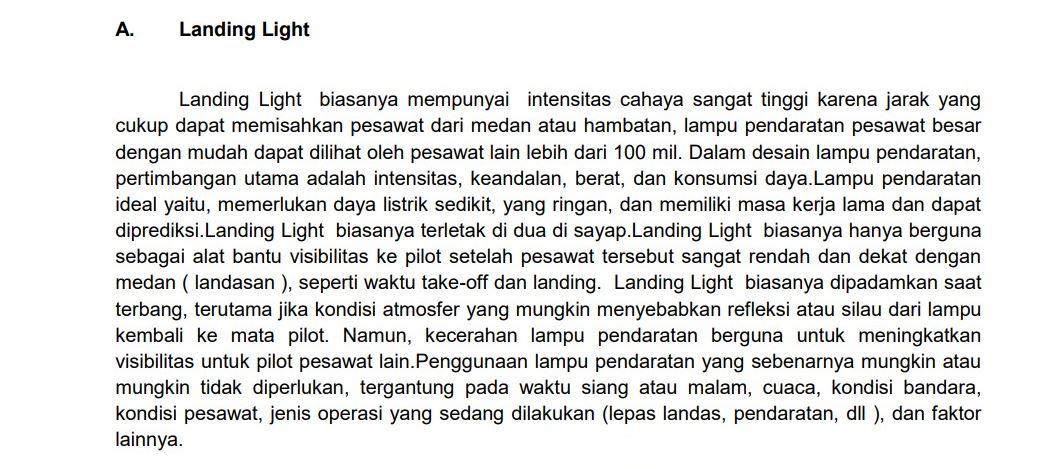 A. Landing Light
Landing Light biasanya mempunyai intensitas cahaya sangat tinggi karena jarak yang
cukup dapat memisahkan pesawat dari medan atau hambatan, lampu pendaratan pesawat besar
dengan mudah dapat dilihat oleh pesawat lain lebih dari 100 mil. Dalam desain lampu pendaratan,
pertimbangan utama adalah intensitas, keandalan, berat, dan konsumsi daya.Lampu pendaratan
ideal yaitu, memerlukan daya listrik sedikit, yang ringan, dan memiliki masa kerja lama dan dapat
diprediksi.Landing Light biasanya terletak di dua di sayap.Landing Light biasanya hanya berguna
sebagai alat bantu visibilitas ke pilot setelah pesawat tersebut sangat rendah dan dekat dengan
medan ( landasan ), seperti waktu take-off dan landing. Landing Light biasanya dipadamkan saat
terbang, terutama jika kondisi atmosfer yang mungkin menyebabkan refleksi atau silau dari lampu
kembali ke mata pilot. Namun, kecerahan lampu pendaratan berguna untuk meningkatkan
visibilitas untuk pilot pesawat lain.Penggunaan lampu pendaratan yang sebenarnya mungkin atau
mungkin tidak diperlukan, tergantung pada waktu siang atau malam, cuaca, kondisi bandara,
kondisi pesawat, jenis operasi yang sedang dilakukan (lepas landas, pendaratan, dll ), dan faktor
lainnya.